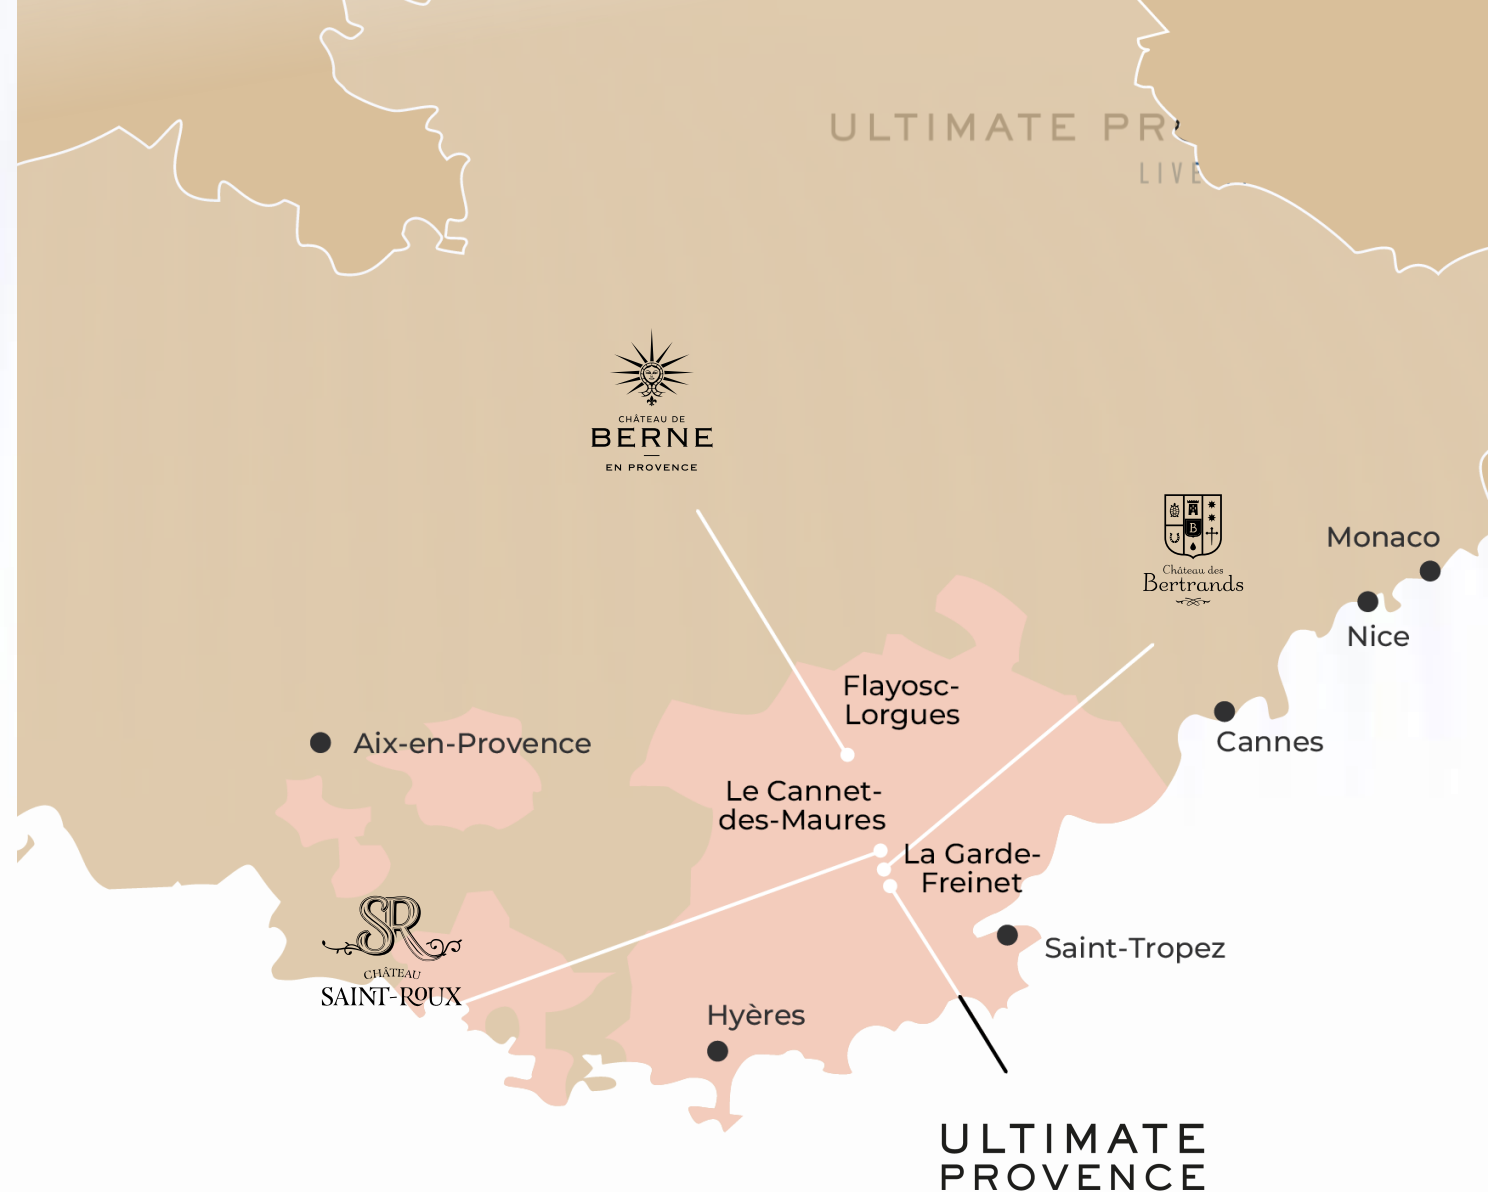 ULTIMATE PR
LIVE
CHÂTEAU DE
BERNE
EN PROVENCE
B
Château des
Bertrands
Monaco
Nice
Cannes
Flayosc-
Lorgues
Aix-en-Provence
Le Cannet-
des-Maures
La Garde-
Freinet
SR
CHÂTEAU
SAINT-ROUX
Saint-Tropez
Hyères
ULTIMATE
PROVENCE